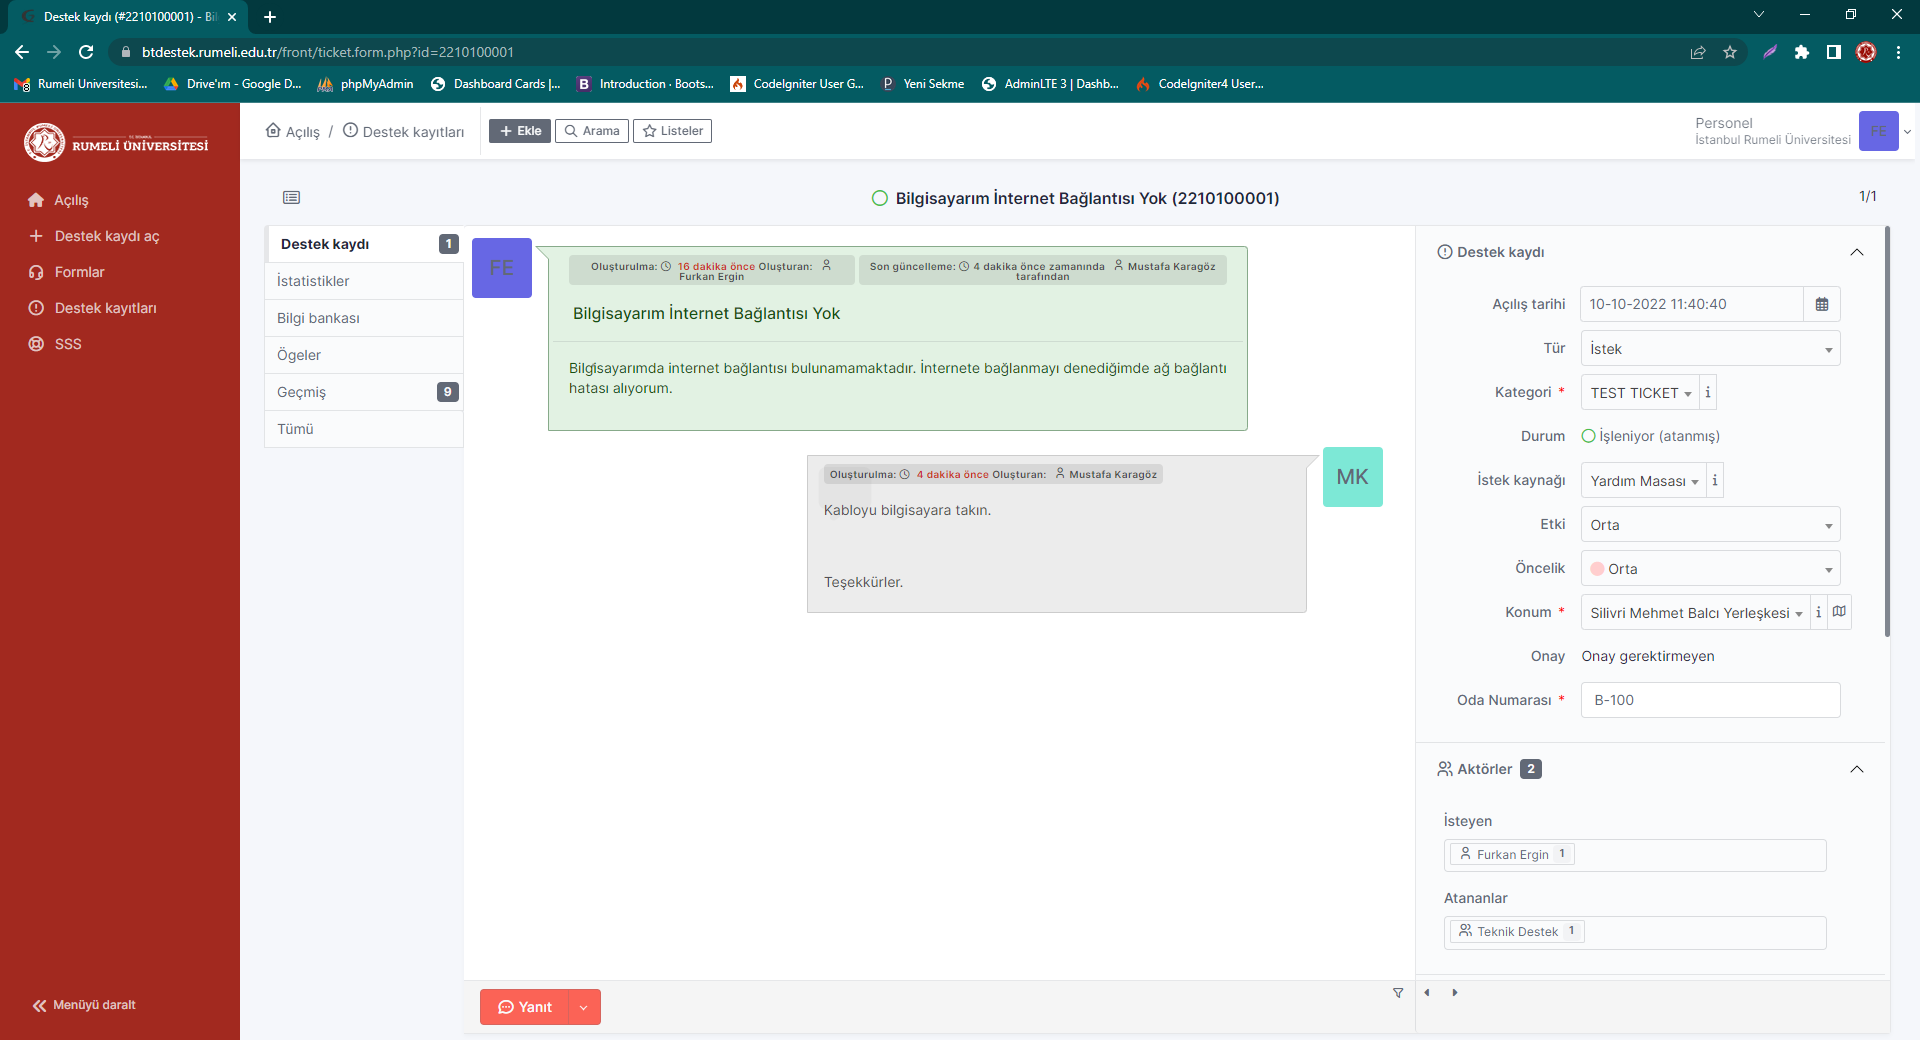 Destek kaydı (#2210100001) - Bil
btdestek.rumeli.edu.tr/front/ticket.form.php?id=2210100001
Rumeli Üniversitesi...
Drive'ım - Google D...
phpMyAdmin
Dashboard Cards |...
Introduction · Boots...
CodeIgniter User G...
Yeni Sekme
AdminLTE 3 | Dashb...
CodeIgniter4 User...
T.C. İSTANBUL
RUMELİ ÜNİVERSİTESİ
Açılış
Destek kaydı aç
Formlar
Destek kayıtları
SSS
Menüyü daralt
Açılış / Destek kayıtları
Ekle
Arama
Listeler
Personel
İstanbul Rumeli Üniversitesi
FE
Bilgisayarım İnternet Bağlantısı Yok (2210100001)
1/1
Destek kaydı 1
İstatistikler
Bilgi bankası
Ögeler
Geçmiş 9
Tümü
FE
Oluşturulma: 16 dakika önce Oluşturan:
Furkan Ergin
Son güncelleme: 4 dakika önce zamanında Mustafa Karagöz
tarafından
Bilgisayarım İnternet Bağlantısı Yok
Bilgisayarımda internet bağlantısı bulunamamaktadır. İnternete bağlanmayı denediğimde ağ bağlantı
hatası alıyorum.
Oluşturulma: 4 dakika önce Oluşturan: Mustafa Karagöz
MK
Kabloyu bilgisayara takın.
Teşekkürler.
Yanıt
Destek kaydı
Açılış tarihi 10-10-2022 11:40:40
Tür İstek
Kategori * TEST TICKET i
Durum İşleniyor (atanmış)
İstek kaynağı Yardım Masası i
Etki Orta
Öncelik Orta
Konum * Silivri Mehmet Balcı Yerleşkesi i
Onay Onay gerektirmeyen
Oda Numarası * B-100
Aktörler 2
İsteyen
Furkan Ergin 1
Atananlar
Teknik Destek 1